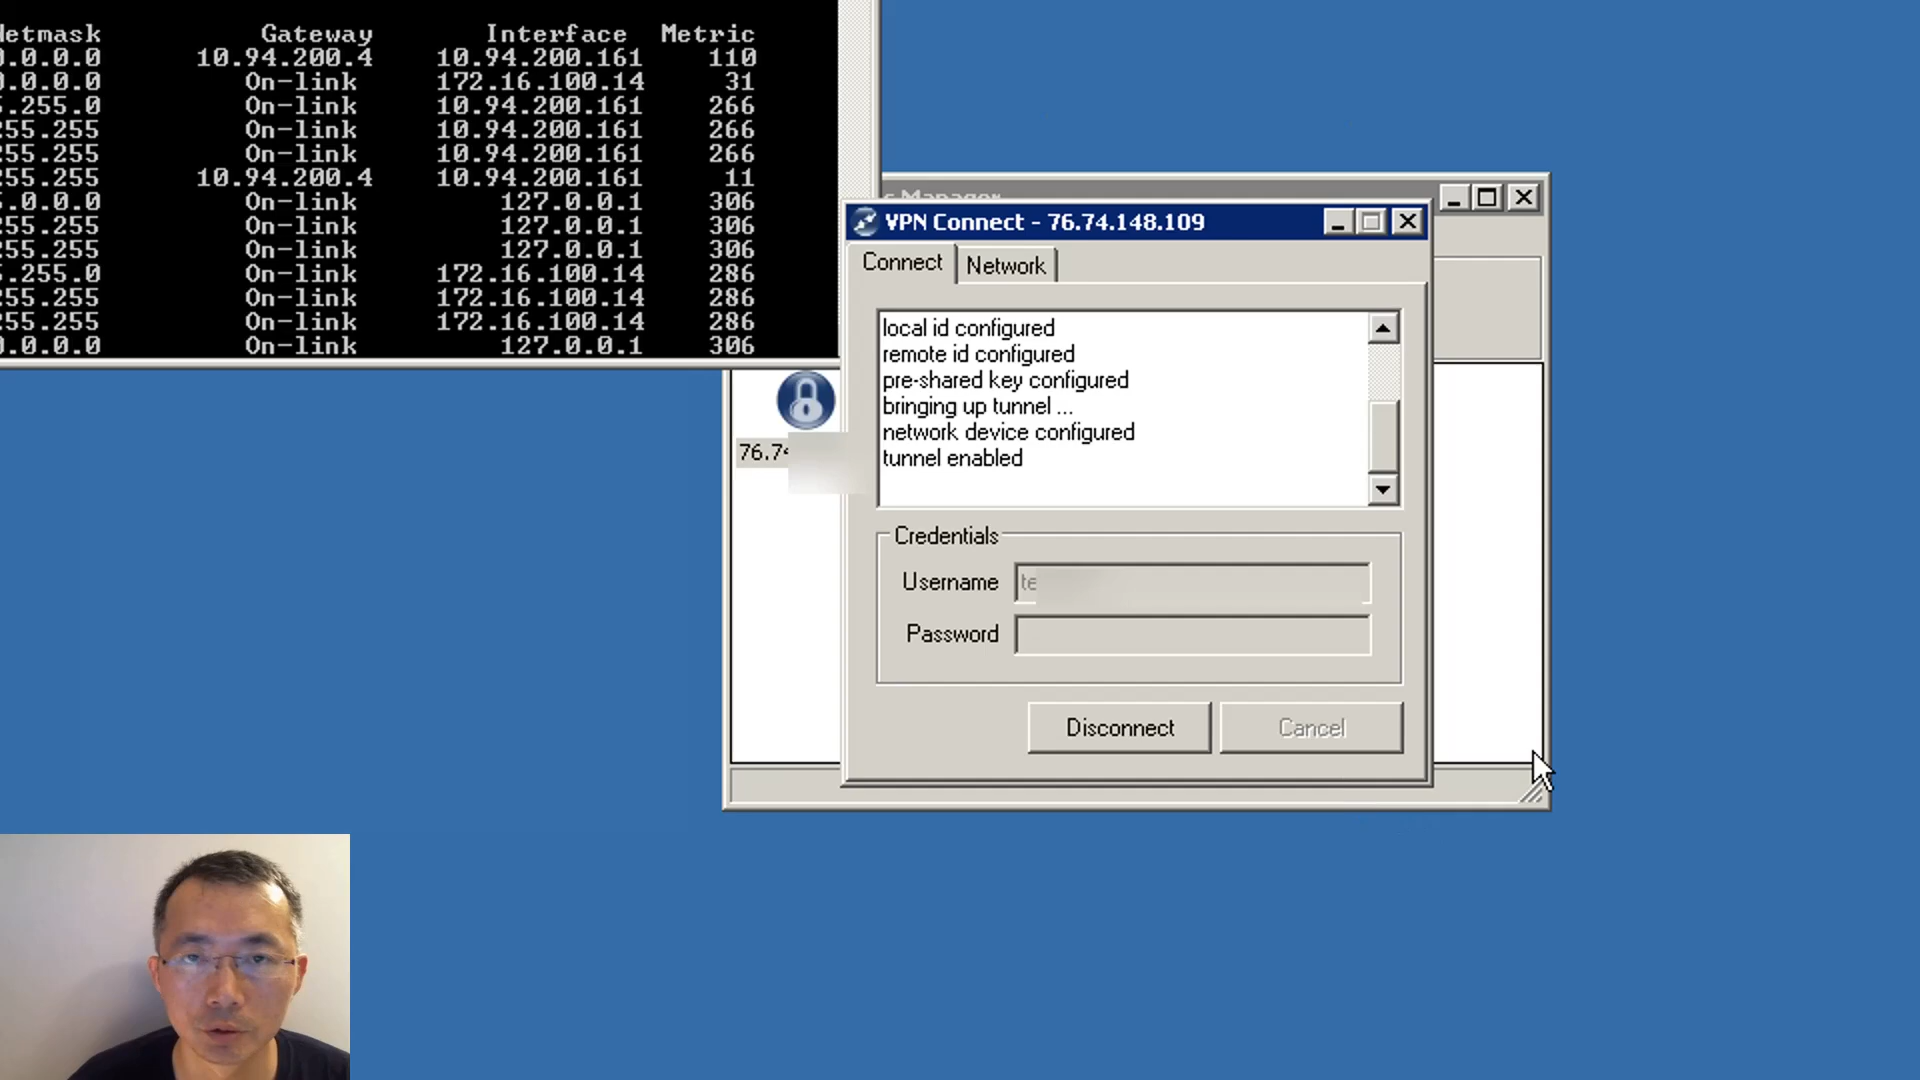 Netmask Gateway Interface Metric
0.0.0.0 10.94.200.4 10.94.200.161 110
0.0.0.0 On-link 172.16.100.14 31
.255.0 On-link 10.94.200.161 266
255.255 On-link 10.94.200.161 266
255.255 On-link 10.94.200.161 266
255.255 10.94.200.4 10.94.200.161 11
.0.0.0 On-link 127.0.0.1 306
255.255 On-link 127.0.0.1 306
255.255 On-link 127.0.0.1 306
.255.0 On-link 172.16.100.14 286
255.255 On-link 172.16.100.14 286
255.255 On-link 172.16.100.14 286
0.0.0.0 On-link 127.0.0.1 306
Manager
VPN Connect - 76.74.148.109
Connect Network
local id configured
remote id configured
pre-shared key configured
bringing up tunnel ...
network device configured
tunnel enabled
76.74
Credentials
Username te
Password
Disconnect Cancel